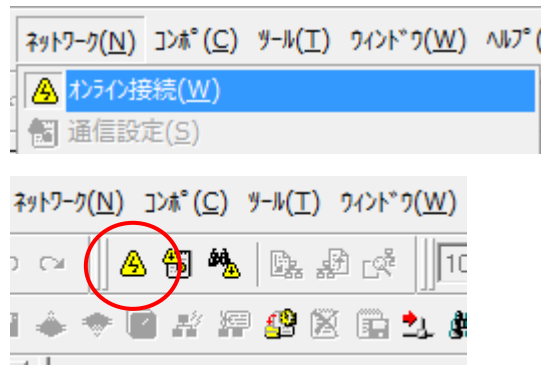 ﾈｯﾄﾜｰｸ(N) ｺﾝﾎﾟ(C) ﾂｰﾙ(T) ｳｨﾝﾄﾞｳ(W) ﾍﾙﾌﾟ(
ｵﾝﾗｲﾝ接続(W)
通信設定(S)
ﾈｯﾄﾜｰｸ(N) ｺﾝﾎﾟ(C) ﾂｰﾙ(T) ｳｨﾝﾄﾞｳ(W)
10